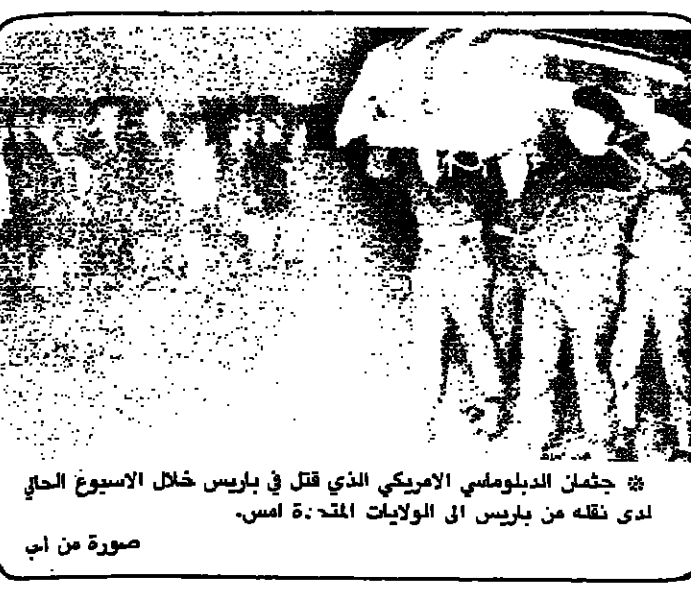 ❊ جثمان الدبلوماسي الامريكي الذي قتل في باريس خلال الاسبوع الحالي
لدى نقله من باريس الى الولايات المتحدة امس.
صورة من ا.ب